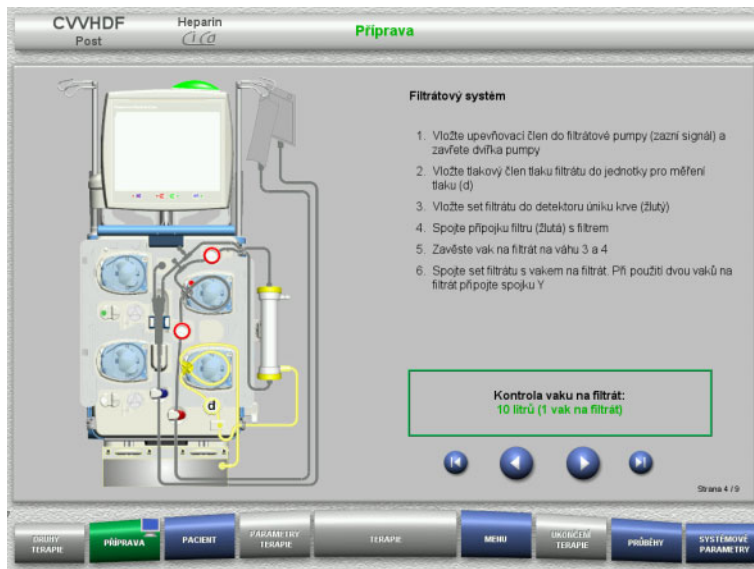 CVVHDF
Post
Heparin
Ci Ca
Příprava
Filtrátový systém
1. Vložte upevňovací člen do filtrátové pumpy (zazní signál) a
zavřete dvířka pumpy
2. Vložte tlakový člen tlaku filtrátu do jednotky pro měření
tlaku (d)
3. Vložte set filtrátu do detektoru úniku krve (žlutý)
4. Spojte přípojku filtru (žlutá) s filtrem
5. Zavěste vak na filtrát na váhu 3 a 4
6. Spojte set filtrátu s vakem na filtrát. Při použití dvou vaků na
filtrát připojte spojku Y
d
Kontrola vaku na filtrát:
10 litrů (1 vak na filtrát)
Strana 4 / 9
DRUHY
TERAPIE
PŘÍPRAVA
PACIENT
PARAMETRY
TERAPIE
TERAPIE
MENU
UKONČENÍ
TERAPIE
PRŮBĚHY
SYSTÉMOVÉ
PARAMETRY